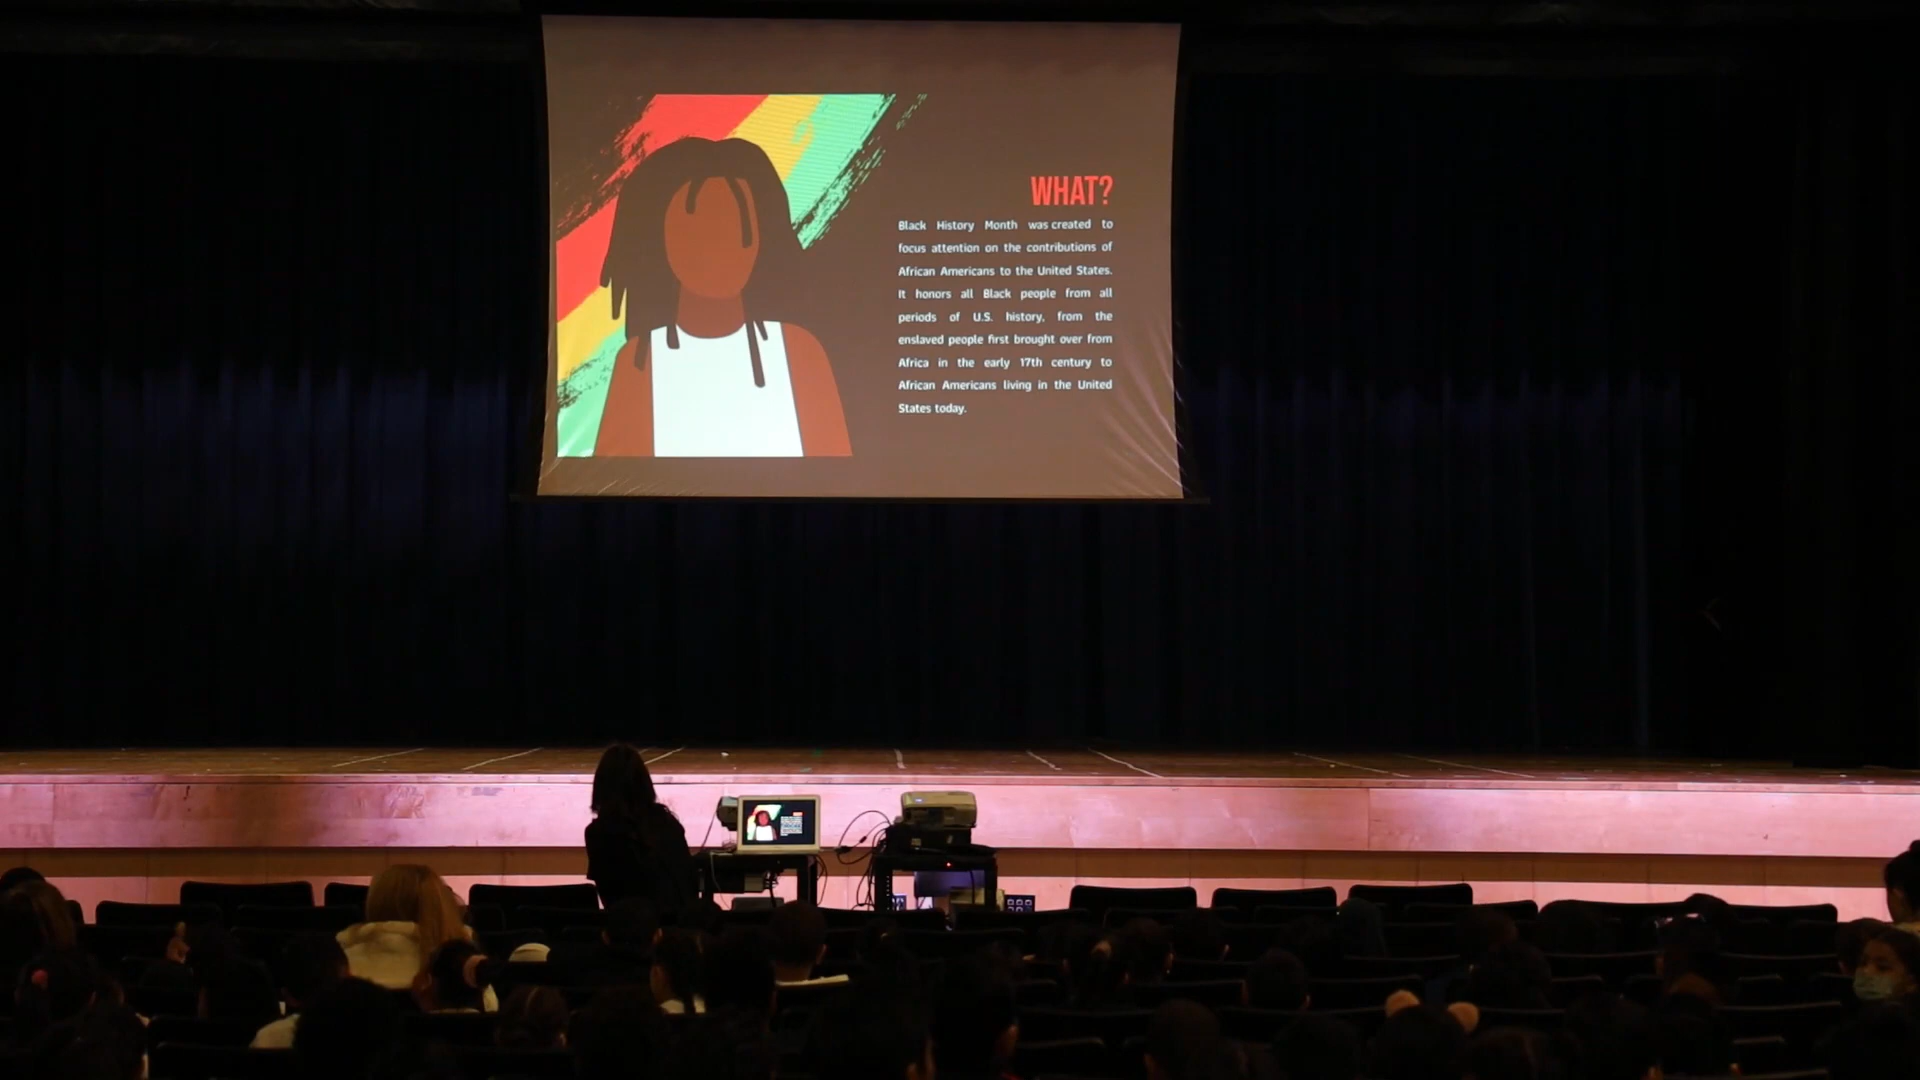 WHAT?
Black History Month was created to
focus attention on the contributions of
African Americans to the United States.
It honors all Black people from all
periods of U.S. history, from the
enslaved people first brought over from
Africa in the early 17th century to
African Americans living in the United
States today.